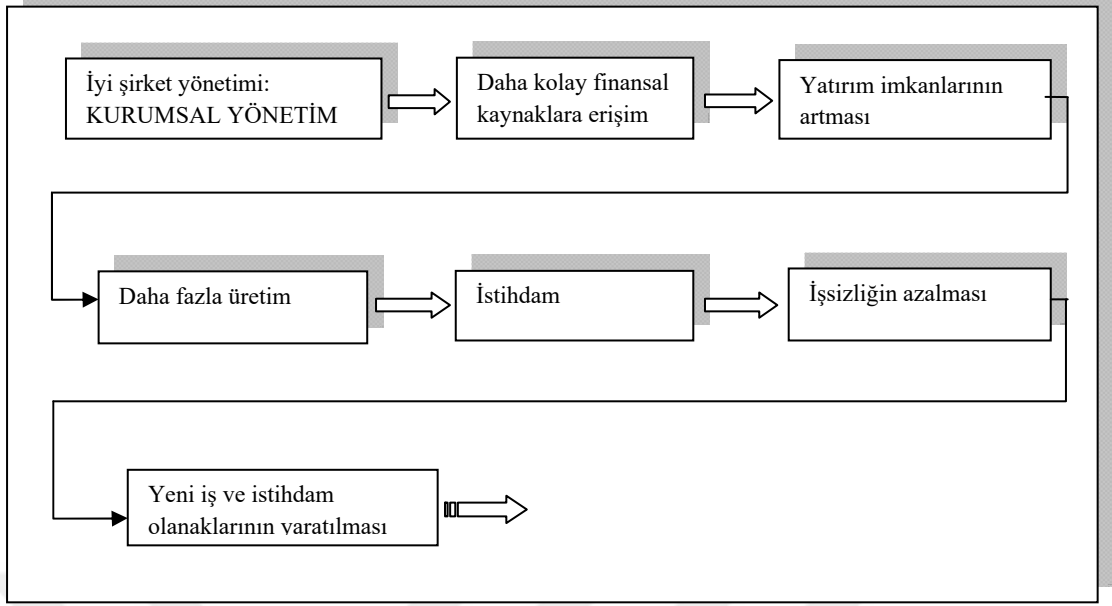 İyi şirket yönetimi:
KURUMSAL YÖNETİM
Daha kolay finansal
kaynaklara erişim
Yatırım imkanlarının
artması
Daha fazla üretim
İstihdam
İşsizliğin azalması
Yeni iş ve istihdam
olanaklarının yaratılması